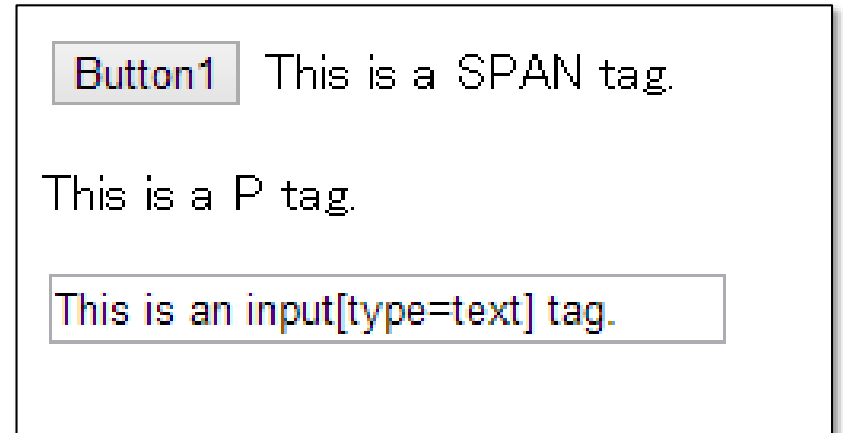 Button1 This is a SPAN tag.
This is a P tag.
This is an input[type=text] tag.